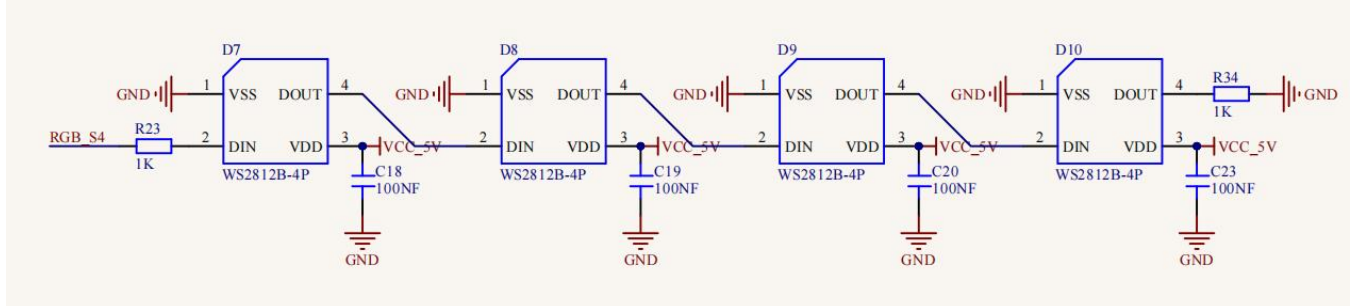 D7
D8
D9
D10
GND 1 VSS DOUT 4
GND 1 VSS DOUT 4
GND 1 VSS DOUT 4
GND 1 VSS DOUT 4 R34 GND
1K
RGB_S4 R23 2 DIN VDD 3 VCC_5V
2 DIN VDD 3 VCC_5V
2 DIN VDD 3 VCC_5V
2 DIN VDD 3 VCC_5V
1K
WS2812B-4P
C18
100NF
WS2812B-4P
C19
100NF
WS2812B-4P
C20
100NF
WS2812B-4P
C23
100NF
GND
GND
GND
GND